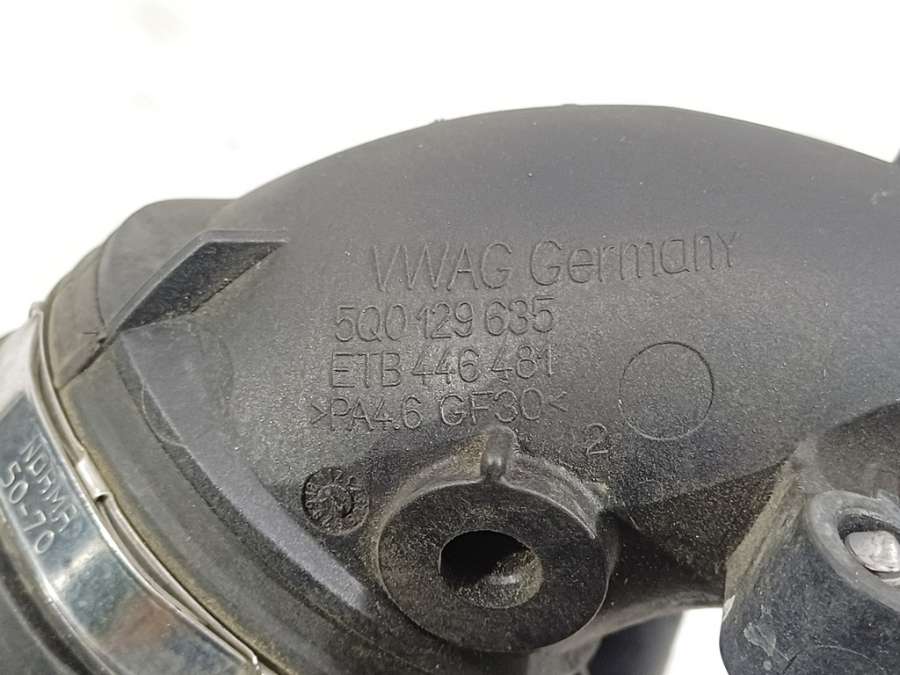 VWAG Germany
5Q0 129 635
ETB 446 481
>PA4.6 GF30<
2
NORMA
50-70